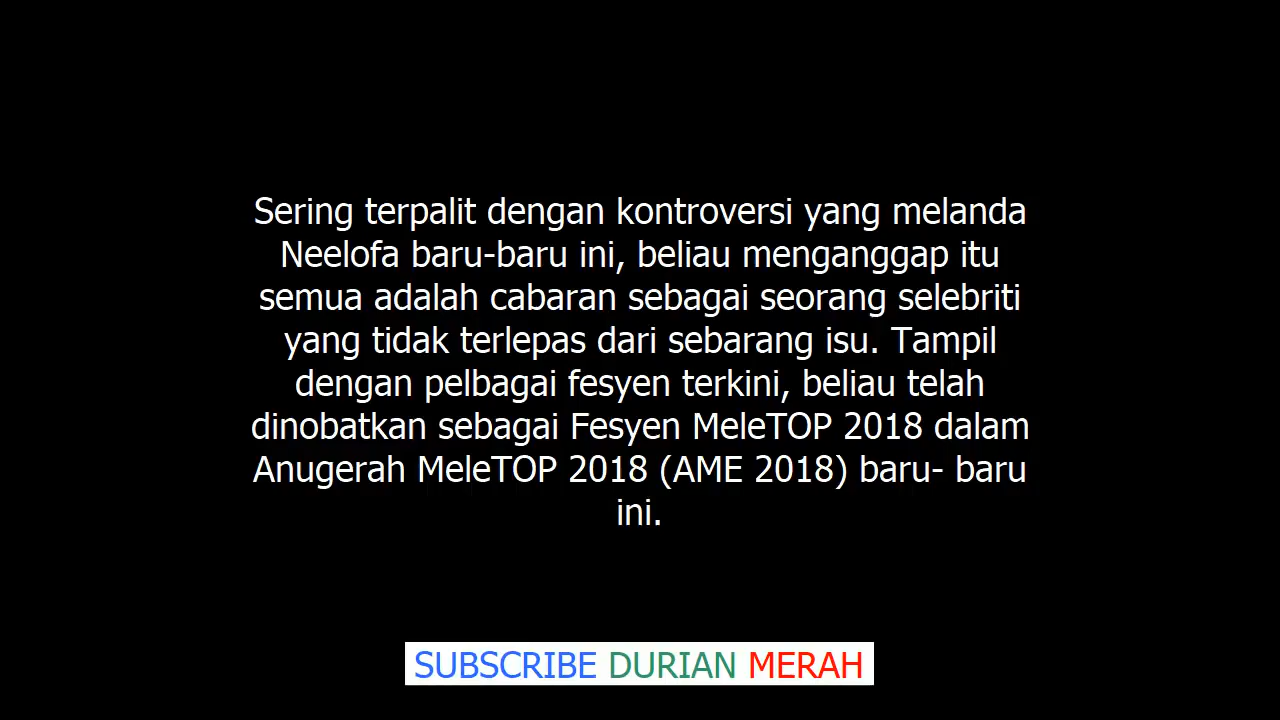 Sering terpalit dengan kontroversi yang melanda
Neelofa baru-baru ini, beliau menganggap itu
semua adalah cabaran sebagai seorang selebriti
yang tidak terlepas dari sebarang isu. Tampil
dengan pelbagai fesyen terkini, beliau telah
dinobatkan sebagai Fesyen MeleTOP 2018 dalam
Anugerah MeleTOP 2018 (AME 2018) baru- baru
ini.
SUBSCRIBE DURIAN MERAH